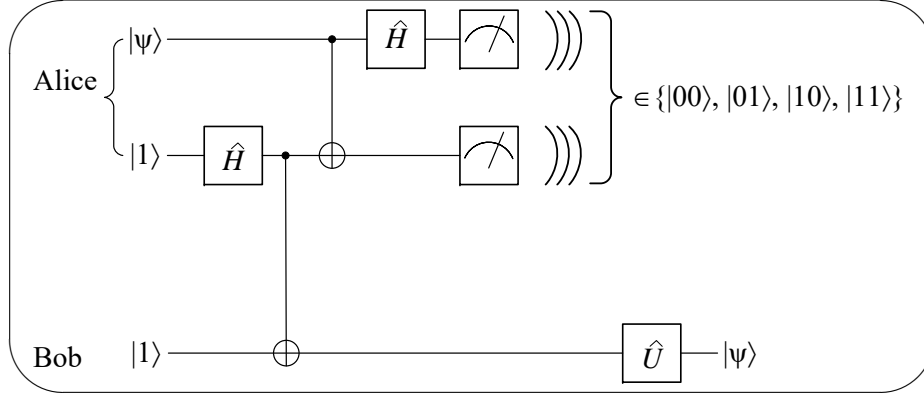 |ψ⟩ Ĥ
Alice ∈ {|00⟩, |01⟩, |10⟩, |11⟩}
|1⟩ Ĥ
Bob |1⟩ Û |ψ⟩